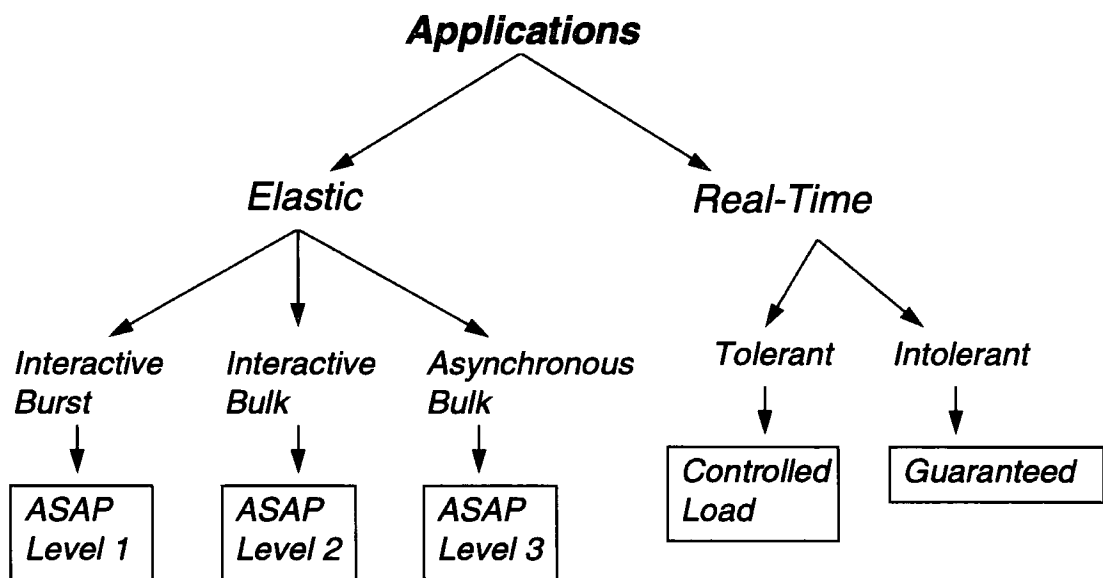 Applications
Elastic
Real-Time
Interactive
Burst
Interactive
Bulk
Asynchronous
Bulk
Tolerant
Intolerant
ASAP
Level 1
ASAP
Level 2
ASAP
Level 3
Controlled
Load
Guaranteed